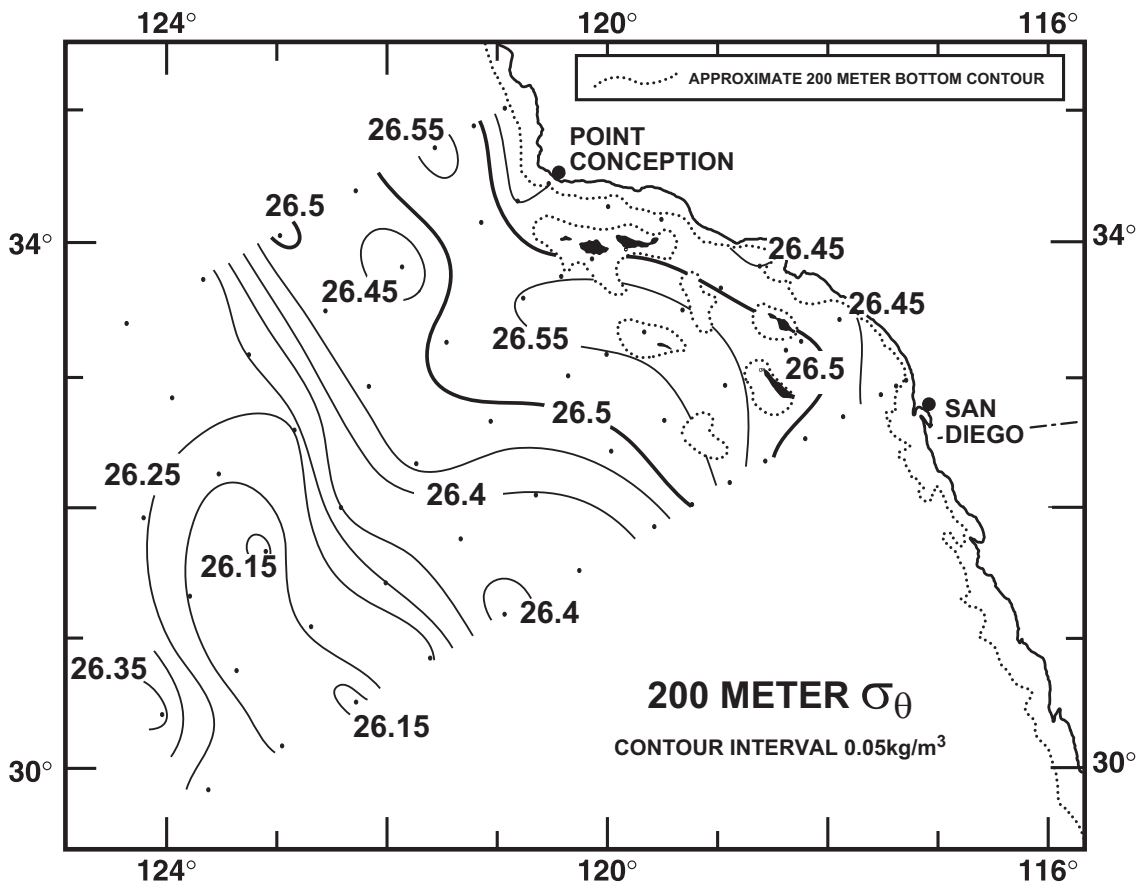 124° 120° 116°
APPROXIMATE 200 METER BOTTOM CONTOUR
26.55
POINT
CONCEPTION
26.5
34° 34°
26.45
26.45
26.45
26.55
26.5
26.5
SAN
DIEGO
26.25
26.4
26.15
26.4
26.35
26.15
200 METER σθ
CONTOUR INTERVAL 0.05kg/m³
30° 30°
124° 120° 116°